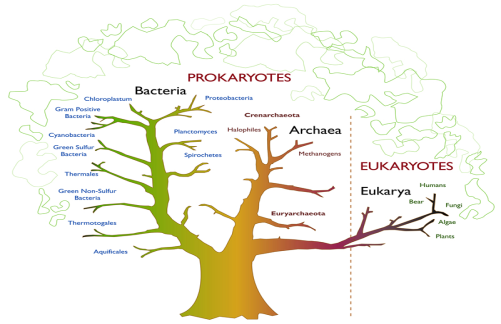 PROKARYOTES
Bacteria
Chloroplastum
Proteobacteria
Gram Positive
Bacteria
Cyanobacteria
Planctomyces
Green Sulfur
Bacteria
Spirochetes
Thermales
Green Non-Sulfur
Bacteria
Thermotogales
Aquificales
Crenarchaeota
Halophiles
Archaea
Methanogens
Euryarchaeota
EUKARYOTES
Eukarya
Humans
Bear
Fungi
Algae
Plants